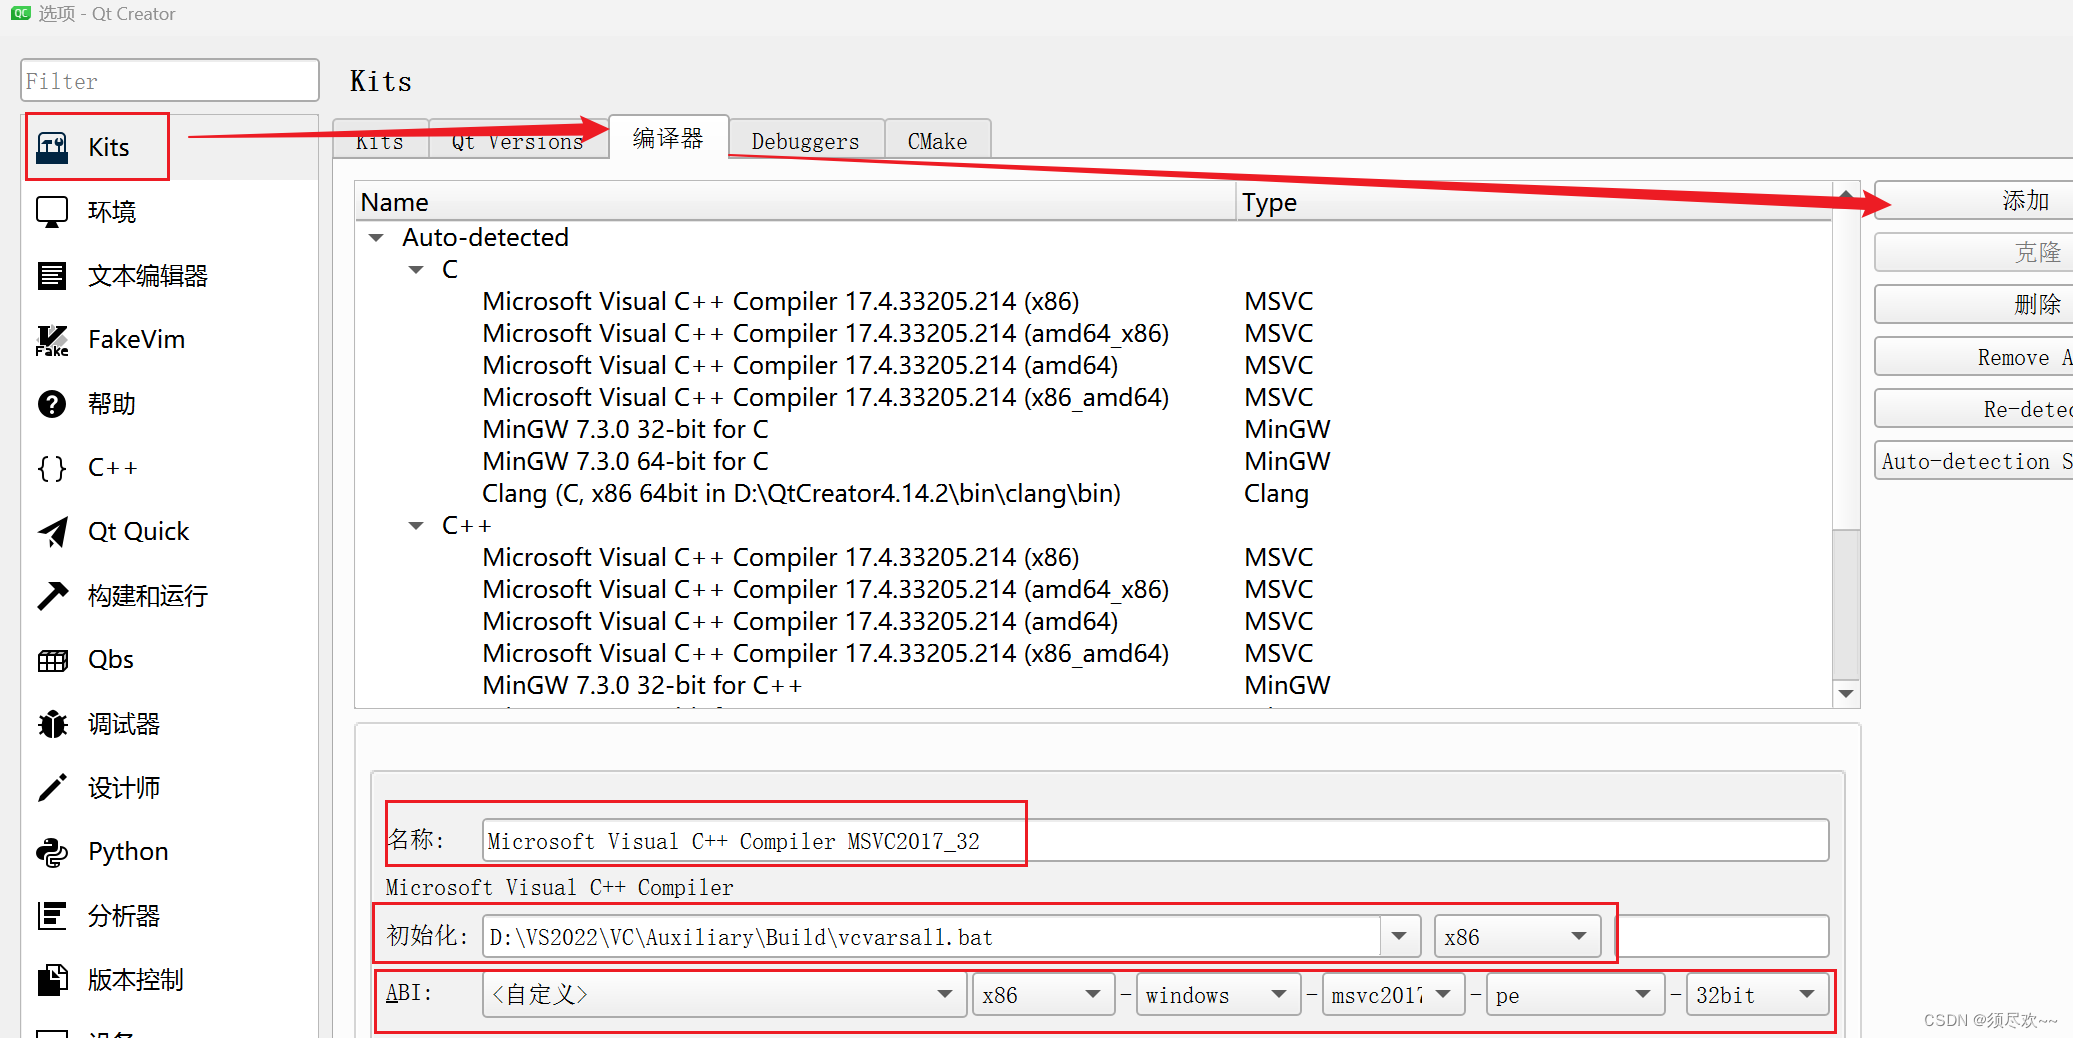 QC 选项 - Qt Creator
Filter
Kits
Kits
环境
文本编辑器
Fake
FakeVim
帮助
C++
Qt Quick
构建和运行
Qbs
调试器
设计师
Python
分析器
版本控制
Kits
Qt Versions
编译器
Debuggers
CMake
Name
Type
Auto-detected
C
Microsoft Visual C++ Compiler 17.4.33205.214 (x86) MSVC
Microsoft Visual C++ Compiler 17.4.33205.214 (amd64_x86) MSVC
Microsoft Visual C++ Compiler 17.4.33205.214 (amd64) MSVC
Microsoft Visual C++ Compiler 17.4.33205.214 (x86_amd64) MSVC
MinGW 7.3.0 32-bit for C MinGW
MinGW 7.3.0 64-bit for C MinGW
Clang (C, x86 64bit in D:\QtCreator4.14.2\bin\clang\bin) Clang
C++
Microsoft Visual C++ Compiler 17.4.33205.214 (x86) MSVC
Microsoft Visual C++ Compiler 17.4.33205.214 (amd64_x86) MSVC
Microsoft Visual C++ Compiler 17.4.33205.214 (amd64) MSVC
Microsoft Visual C++ Compiler 17.4.33205.214 (x86_amd64) MSVC
MinGW 7.3.0 32-bit for C++ MinGW
添加
克隆
删除
Remove A
Re-detec
Auto-detection S
名称: Microsoft Visual C++ Compiler MSVC2017_32
Microsoft Visual C++ Compiler
初始化: D:\VS2022\VC\Auxiliary\Build\vcvarsall.bat x86
ABI: <自定义> x86 - windows - msvc2017 - pe - 32bit
CSDN @须尽欢~~